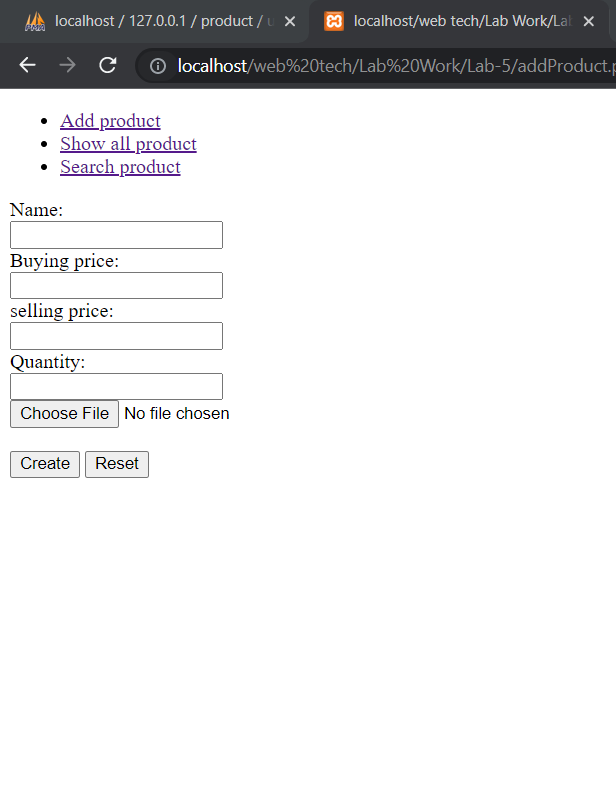 localhost / 127.0.0.1 / product / u
localhost/web tech/Lab Work/La
localhost/web%20tech/Lab%20Work/Lab-5/addProduct.p
Add product
Show all product
Search product
Name:
Buying price:
selling price:
Quantity:
Choose File No file chosen
Create Reset